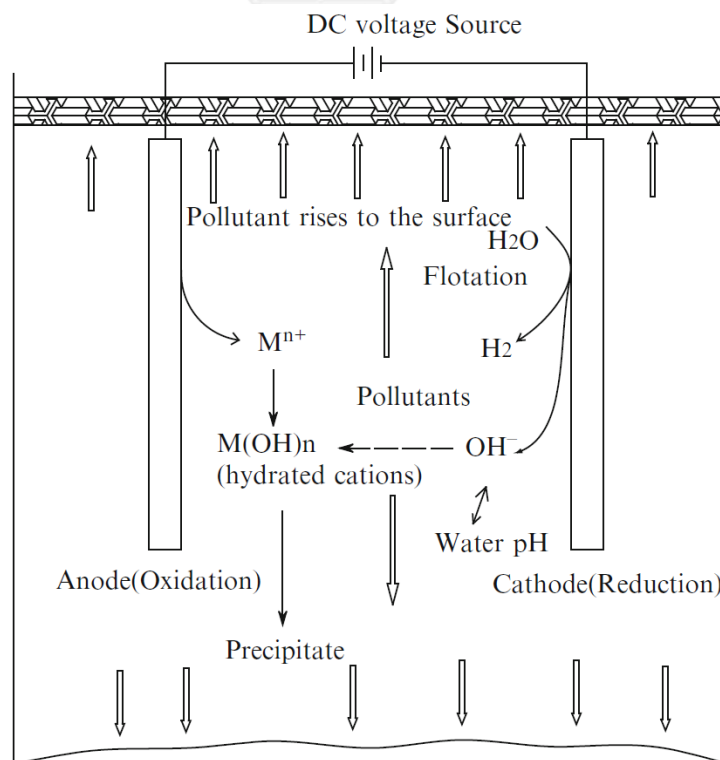 DC voltage Source
Pollutant rises to the surface
H2O
Flotation
Mⁿ⁺
H2
Pollutants
M(OH)n
(hydrated cations)
OH⁻
Water pH
Anode(Oxidation)
Cathode(Reduction)
Precipitate